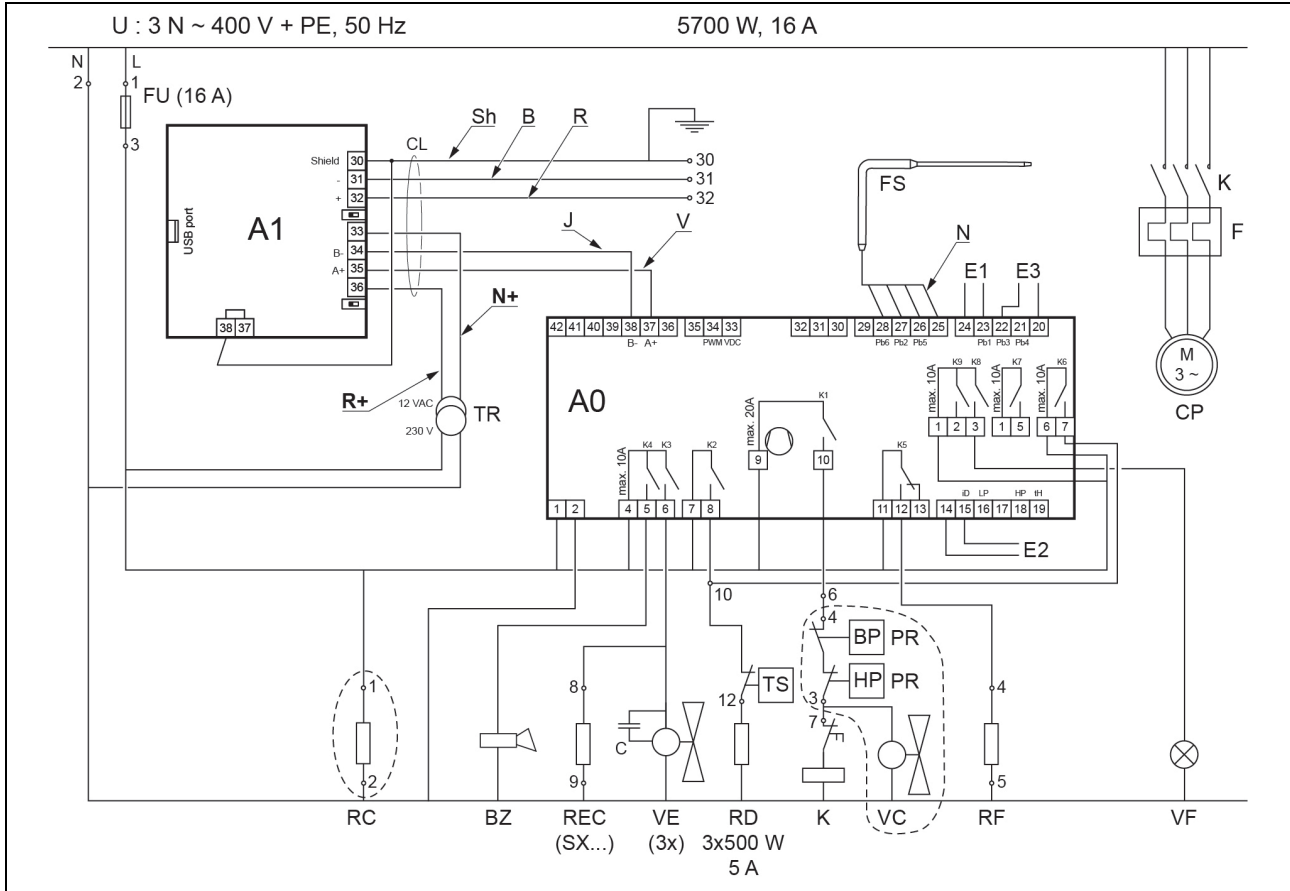 U : 3 N ~ 400 V + PE, 50 Hz 5700 W, 16 A
N L
2 1
FU (16 A)
3
Sh B R
CL
Shield 30
- 31
+ 32
33
B- 34
A+ 35
36
USB port
A1
38 37
30
31
32
J V
N+
R+
12 VAC
230 V
TR
FS
N
E1 E3
K
F
M
3 ~
CP
42 41 40 39 38 37 36 35 34 33 32 31 30 29 28 27 26 25 24 23 22 21 20
B- A+ PWM VDC Pb6 Pb2 Pb5 Pb1 Pb3 Pb4
A0
max. 10A K9 K8 max. 10A K7 K6
1 2 3 1 5 6 7
max. 20A K1
9 10
max. 10A K4 K3 K2 K5
iD LP HP tH
1 2 4 5 6 7 8 11 12 13 14 15 16 17 18 19
E2
10 6
4
BP PR
HP PR
3
7
TS
12
1
2
8
9
C
4
5
RC BZ REC VE RD K VC RF VF
(SX...) (3x) 3x500 W
5 A